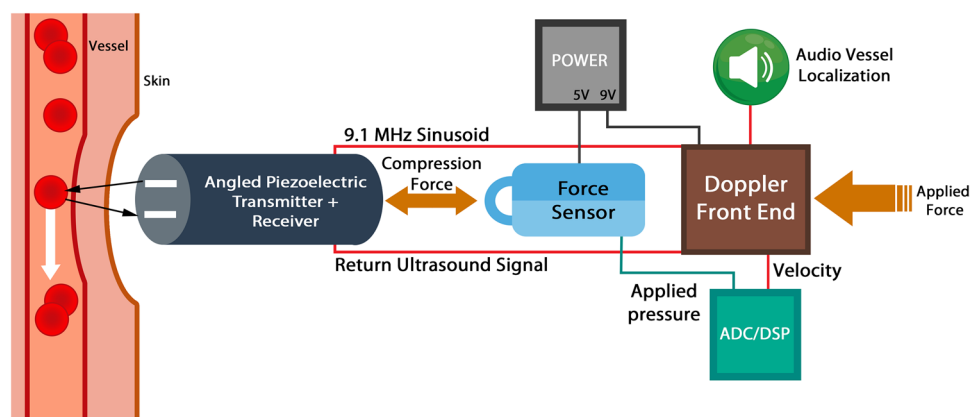 Vessel
Skin
POWER
5V 9V
Audio Vessel
Localization
9.1 MHz Sinusoid
Compression
Force
Angled Piezoelectric
Transmitter +
Receiver
Force
Sensor
Doppler
Front End
Applied
Force
Return Ultrasound Signal
Velocity
Applied
pressure
ADC/DSP